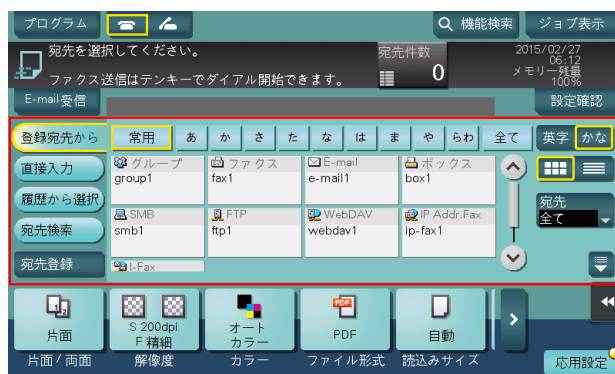 プログラム
機能検索
ジョブ表示
宛先を選択してください。
ファクス送信はテンキーでダイアル開始できます。
宛先件数
0
2015/02/27
06:12
メモリー残量
100%
E-mail受信
設定確認
登録宛先から
常用
あ
か
さ
た
な
は
ま
や
らわ
全て
英字
かな
直接入力
グループ
group1
ファクス
fax1
E-mail
e-mail1
ボックス
box1
履歴から選択
宛先
全て
宛先検索
SMB
smb1
FTP
ftp1
WebDAV
webdav1
IP Addr.Fax
ip-fax1
宛先登録
I-Fax
片面
S 200dpi
F 精細
オート
カラー
PDF
PDF
自動
片面 / 両面
解像度
カラー
ファイル形式
読込みサイズ
応用設定